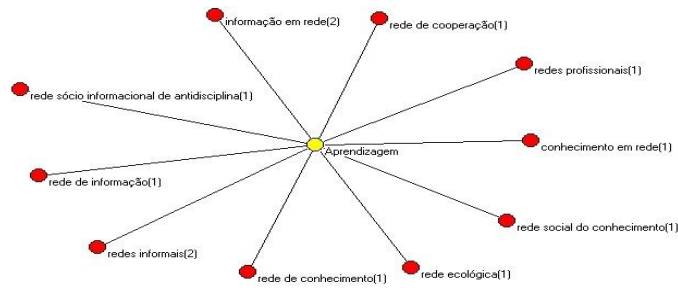 informação em rede(2)
rede de cooperação(1)
redes profissionais(1)
rede sócio informacional de antidisciplina(1)
Aprendizagem
conhecimento em rede(1)
rede de informação(1)
rede social do conhecimento(1)
redes informais(2)
rede de conhecimento(1)
rede ecológica(1)